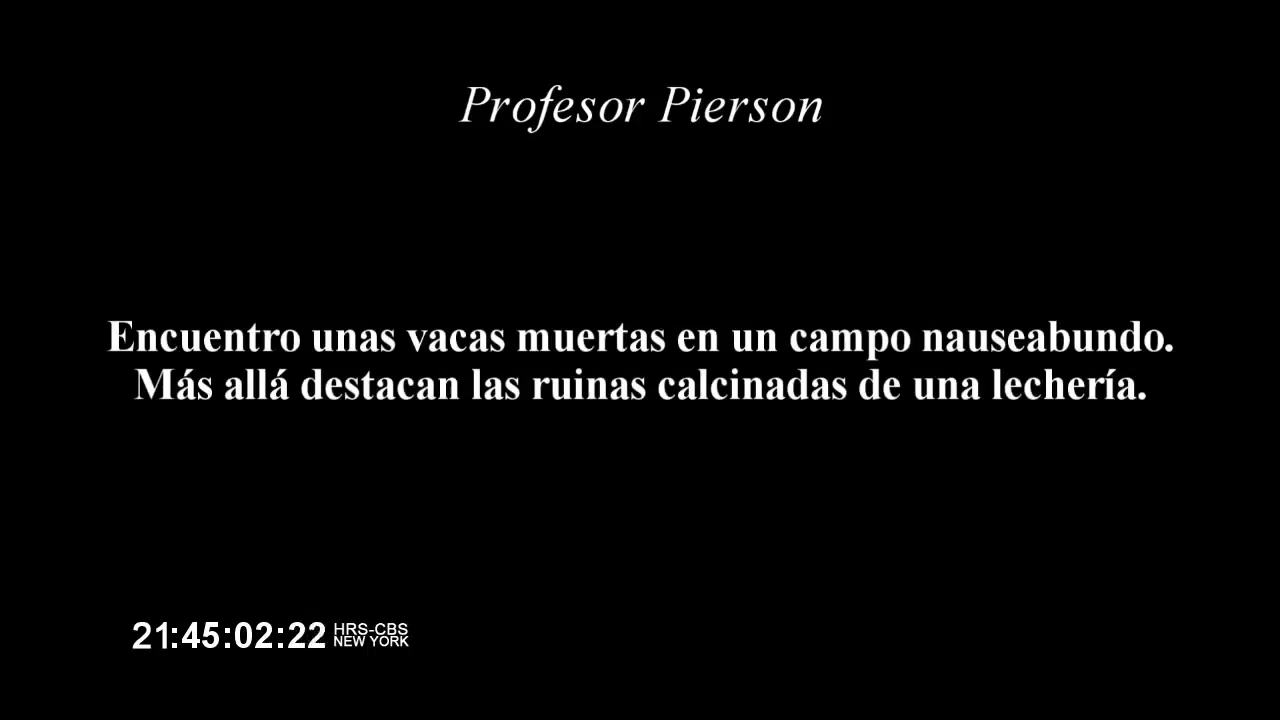 Profesor Pierson
Encuentro unas vacas muertas en un campo nauseabundo.
Más allá destacan las ruinas calcinadas de una lechería.
21:45:02:22 HRS-CBS
NEW YORK